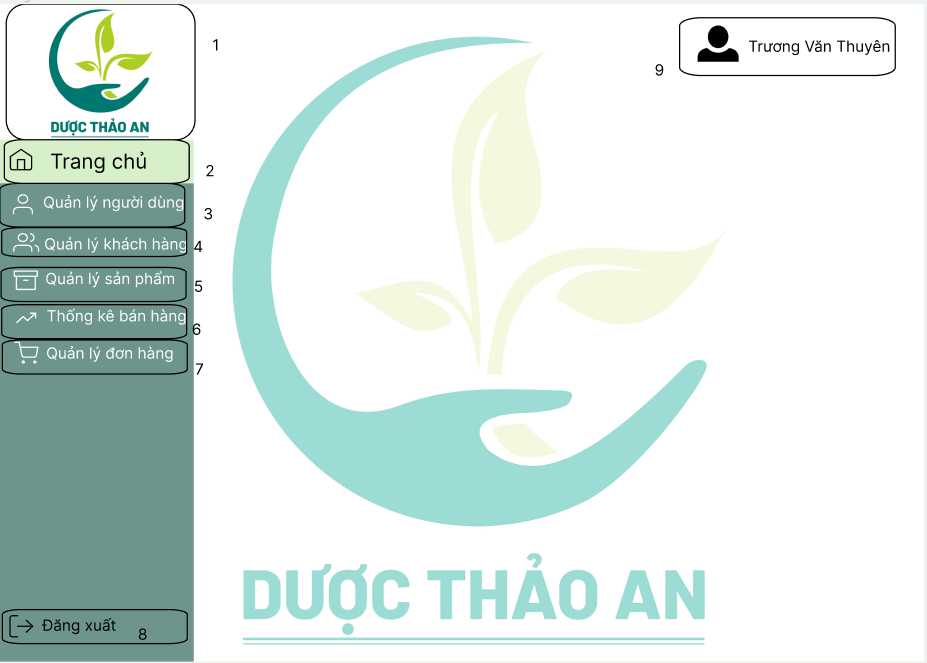 DƯỢC THẢO AN
1
Trang chủ
2
Quản lý người dùng
3
Quản lý khách hàng
4
Quản lý sản phẩm
5
Thống kê bán hàng
6
Quản lý đơn hàng
7
Đăng xuất
8
9
Trương Văn Thuyên
DƯỢC THẢO AN